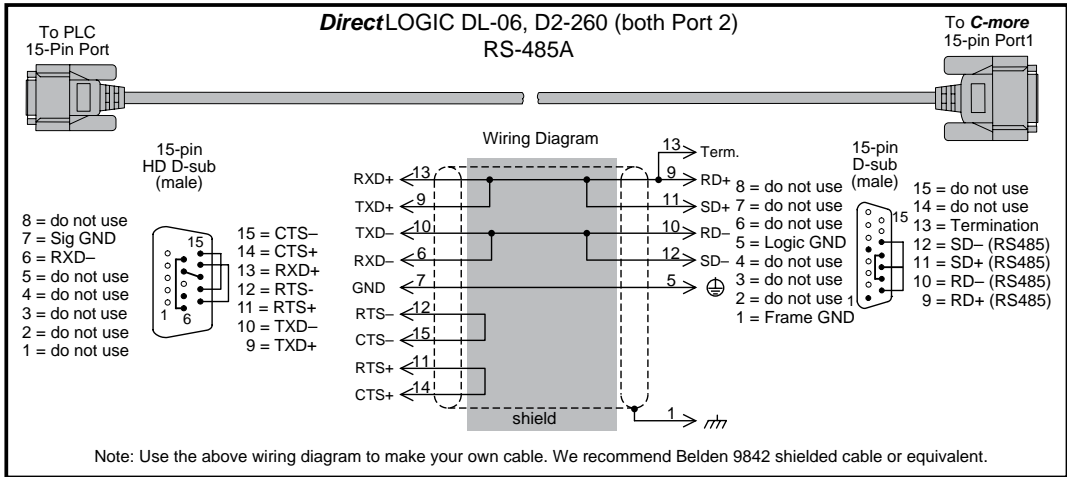 DirectLOGIC DL-06, D2-260 (both Port 2)
RS-485A
To PLC
15-Pin Port
To C-more
15-pin Port1
15-pin
HD D-sub
(male)
8 = do not use
7 = Sig GND
6 = RXD–
5 = do not use
4 = do not use
3 = do not use
2 = do not use
1 = do not use
15
1
6
15 = CTS–
14 = CTS+
13 = RXD+
12 = RTS-
11 = RTS+
10 = TXD–
9 = TXD+
Wiring Diagram
13 Term.
RXD+ 13 9 RD+
TXD+ 9 11 SD+
TXD– 10 10 RD–
RXD– 6 12 SD–
GND 7 5
RTS– 12
CTS– 15
RTS+ 11
CTS+ 14
shield
1
15-pin
D-sub
(male)
8 = do not use
7 = do not use
6 = do not use
5 = Logic GND
4 = do not use
3 = do not use
2 = do not use
1 = Frame GND
15
1
15 = do not use
14 = do not use
13 = Termination
12 = SD– (RS485)
11 = SD+ (RS485)
10 = RD– (RS485)
9 = RD+ (RS485)
Note: Use the above wiring diagram to make your own cable. We recommend Belden 9842 shielded cable or equivalent.